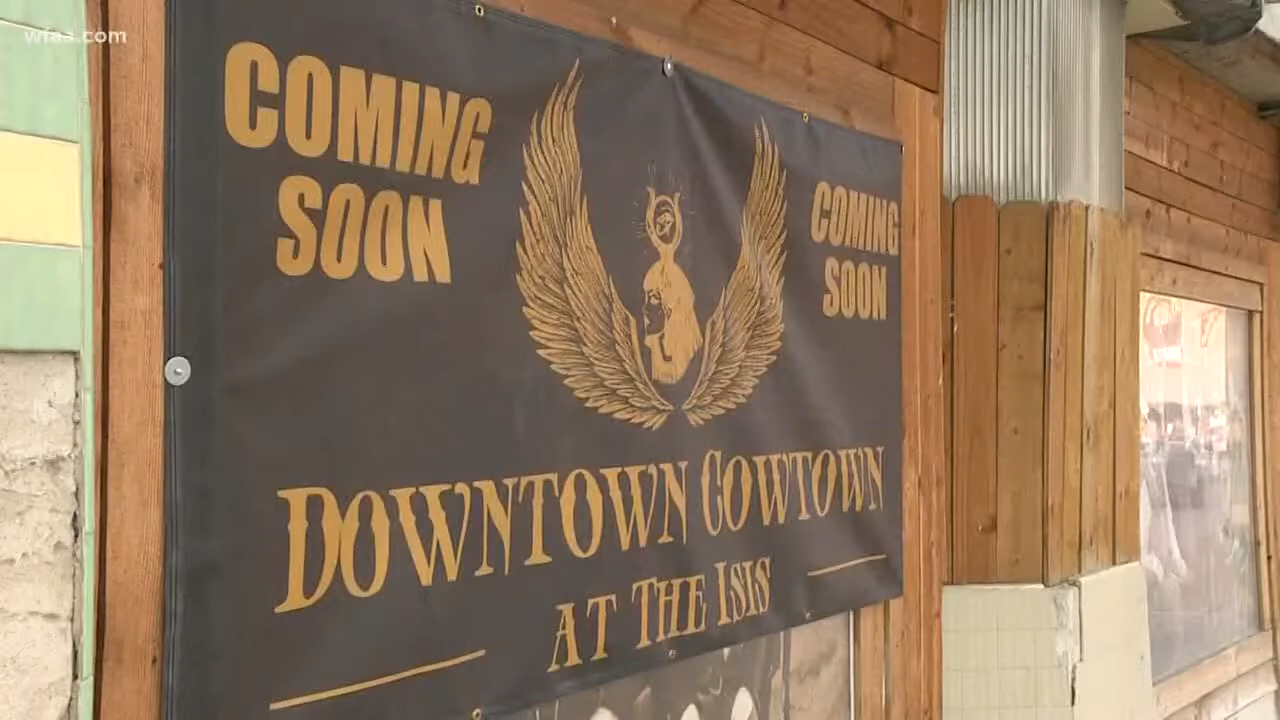 wfaa.com
COMING
SOON
COMING
SOON
DOWNTOWN COWTOWN
AT THE ISIS